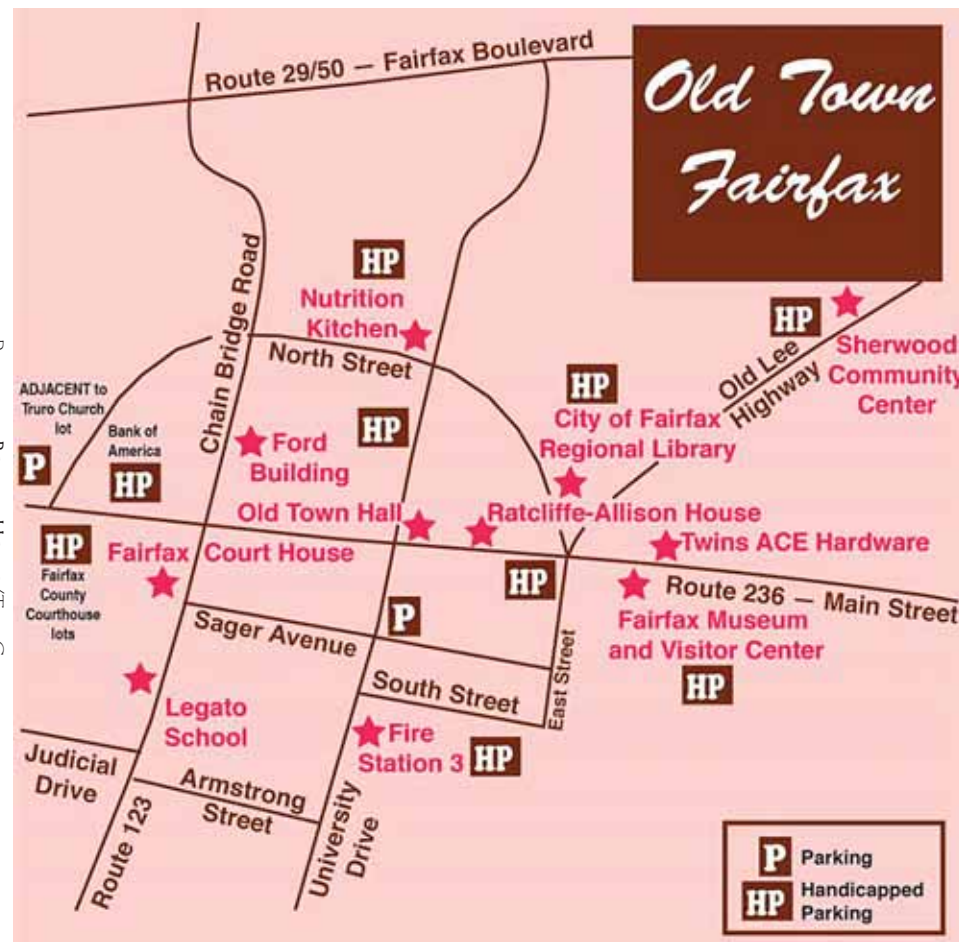 Route 29/50 — Fairfax Boulevard
Old Town
Fairfax
Chain Bridge Road
HP
Nutrition
Kitchen
North Street
HP
Old Lee
Highway
Sherwood
Community
Center
ADJACENT to
Truro Church
lot
P
Bank of
America
HP
Ford
Building
HP
HP
City of Fairfax
Regional Library
Old Town Hall
Ratcliffe-Allison House
Twins ACE Hardware
HP
Fairfax
County
Courthouse
lots
Fairfax Court House
HP
Route 236 — Main Street
Fairfax Museum
and Visitor Center
HP
Sager Avenue
P
South Street
East Street
Legato
School
Fire
Station 3
HP
Judicial
Drive
Armstrong
Street
Route 123
University
Drive
P Parking
HP Handicapped
Parking